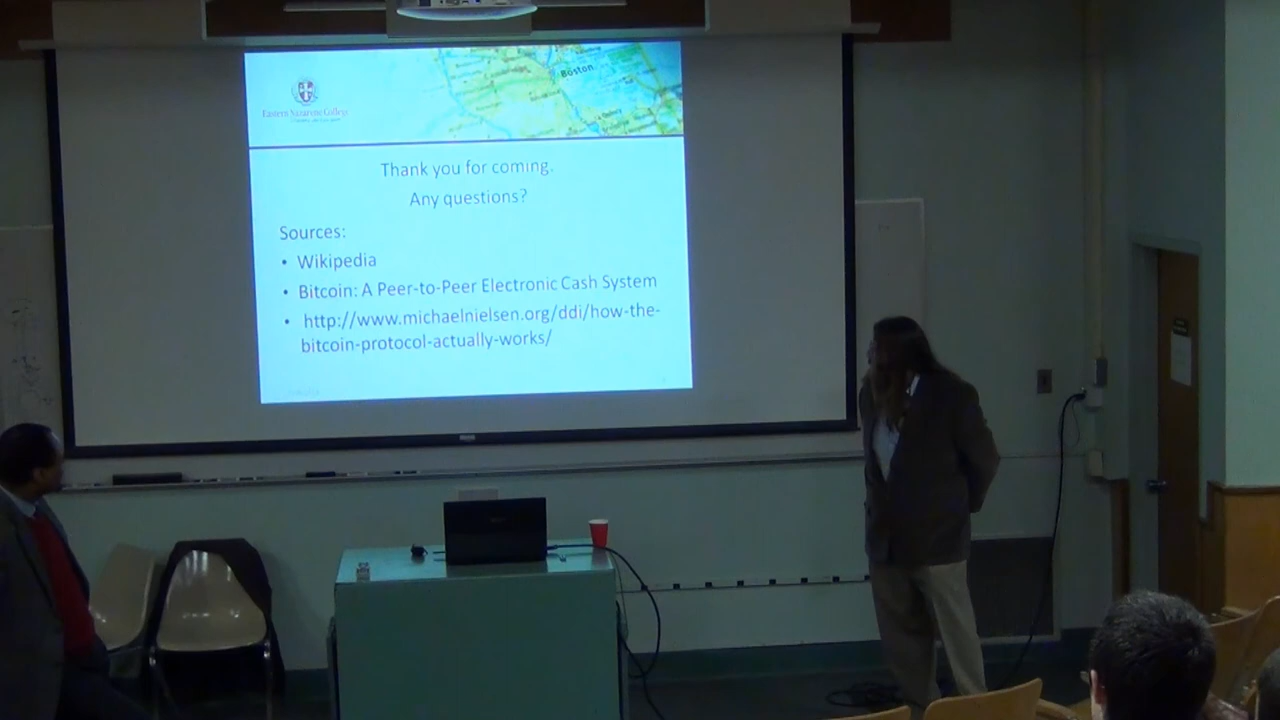 Boston
Eastern Nazarene College
Thank you for coming.
Any questions?
Sources:
• Wikipedia
• Bitcoin: A Peer-to-Peer Electronic Cash System
• http://www.michaelnielsen.org/ddi/how-the-
bitcoin-protocol-actually-works/